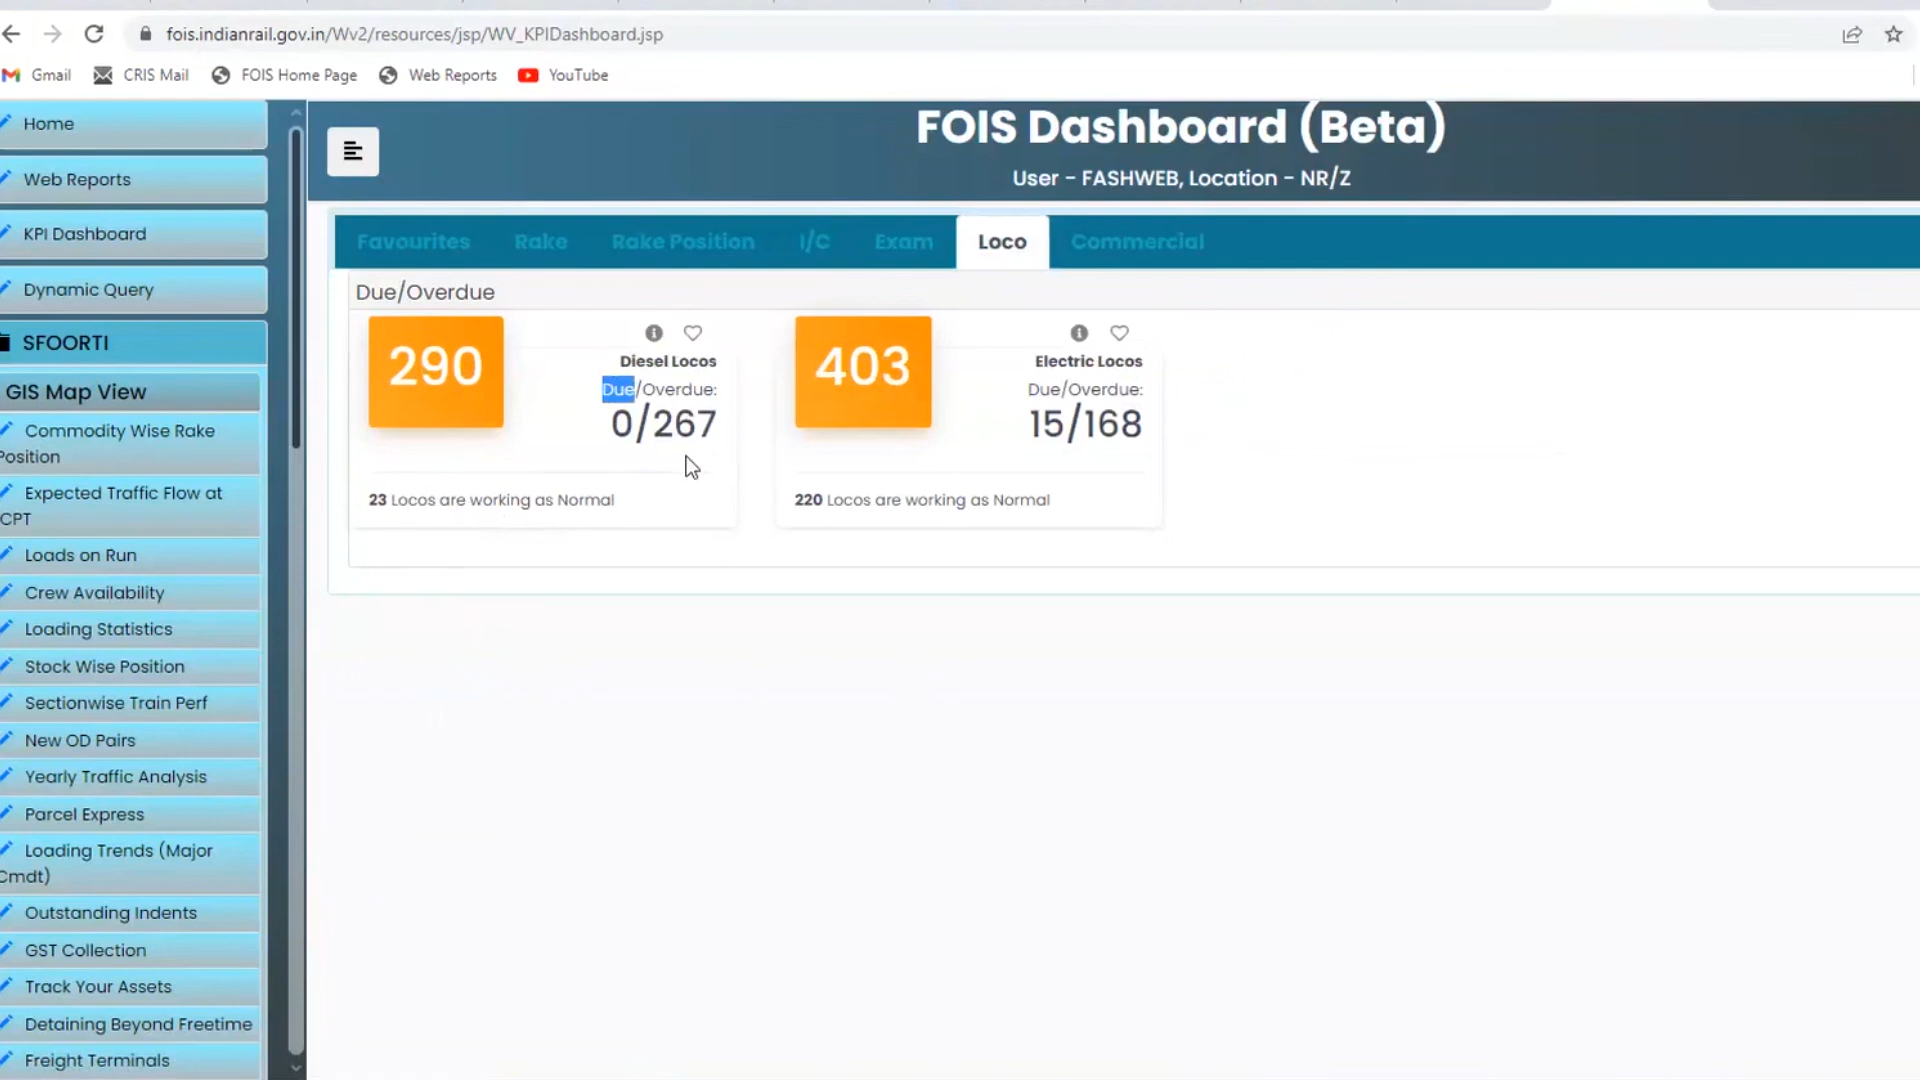 fois.indianrail.gov.in/Wv2/resources/jsp/WV_KPIDashboard.jsp
Gmail CRIS Mail FOIS Home Page Web Reports YouTube
FOIS Dashboard (Beta)
User - FASHWEB, Location - NR/Z
Home
Web Reports
KPI Dashboard
Dynamic Query
SFOORTI
GIS Map View
Commodity Wise Rake
Position
Expected Traffic Flow at
CPT
Loads on Run
Crew Availability
Loading Statistics
Stock Wise Position
Sectionwise Train Perf
New OD Pairs
Yearly Traffic Analysis
Parcel Express
Loading Trends (Major
Cmdt)
Outstanding Indents
GST Collection
Track Your Assets
Detaining Beyond Freetime
Freight Terminals
Favourites Rake Rake Position I/C Exam Loco Commercial
Due/Overdue
290
Diesel Locos
Due/Overdue:
0/267
23 Locos are working as Normal
403
Electric Locos
Due/Overdue:
15/168
220 Locos are working as Normal